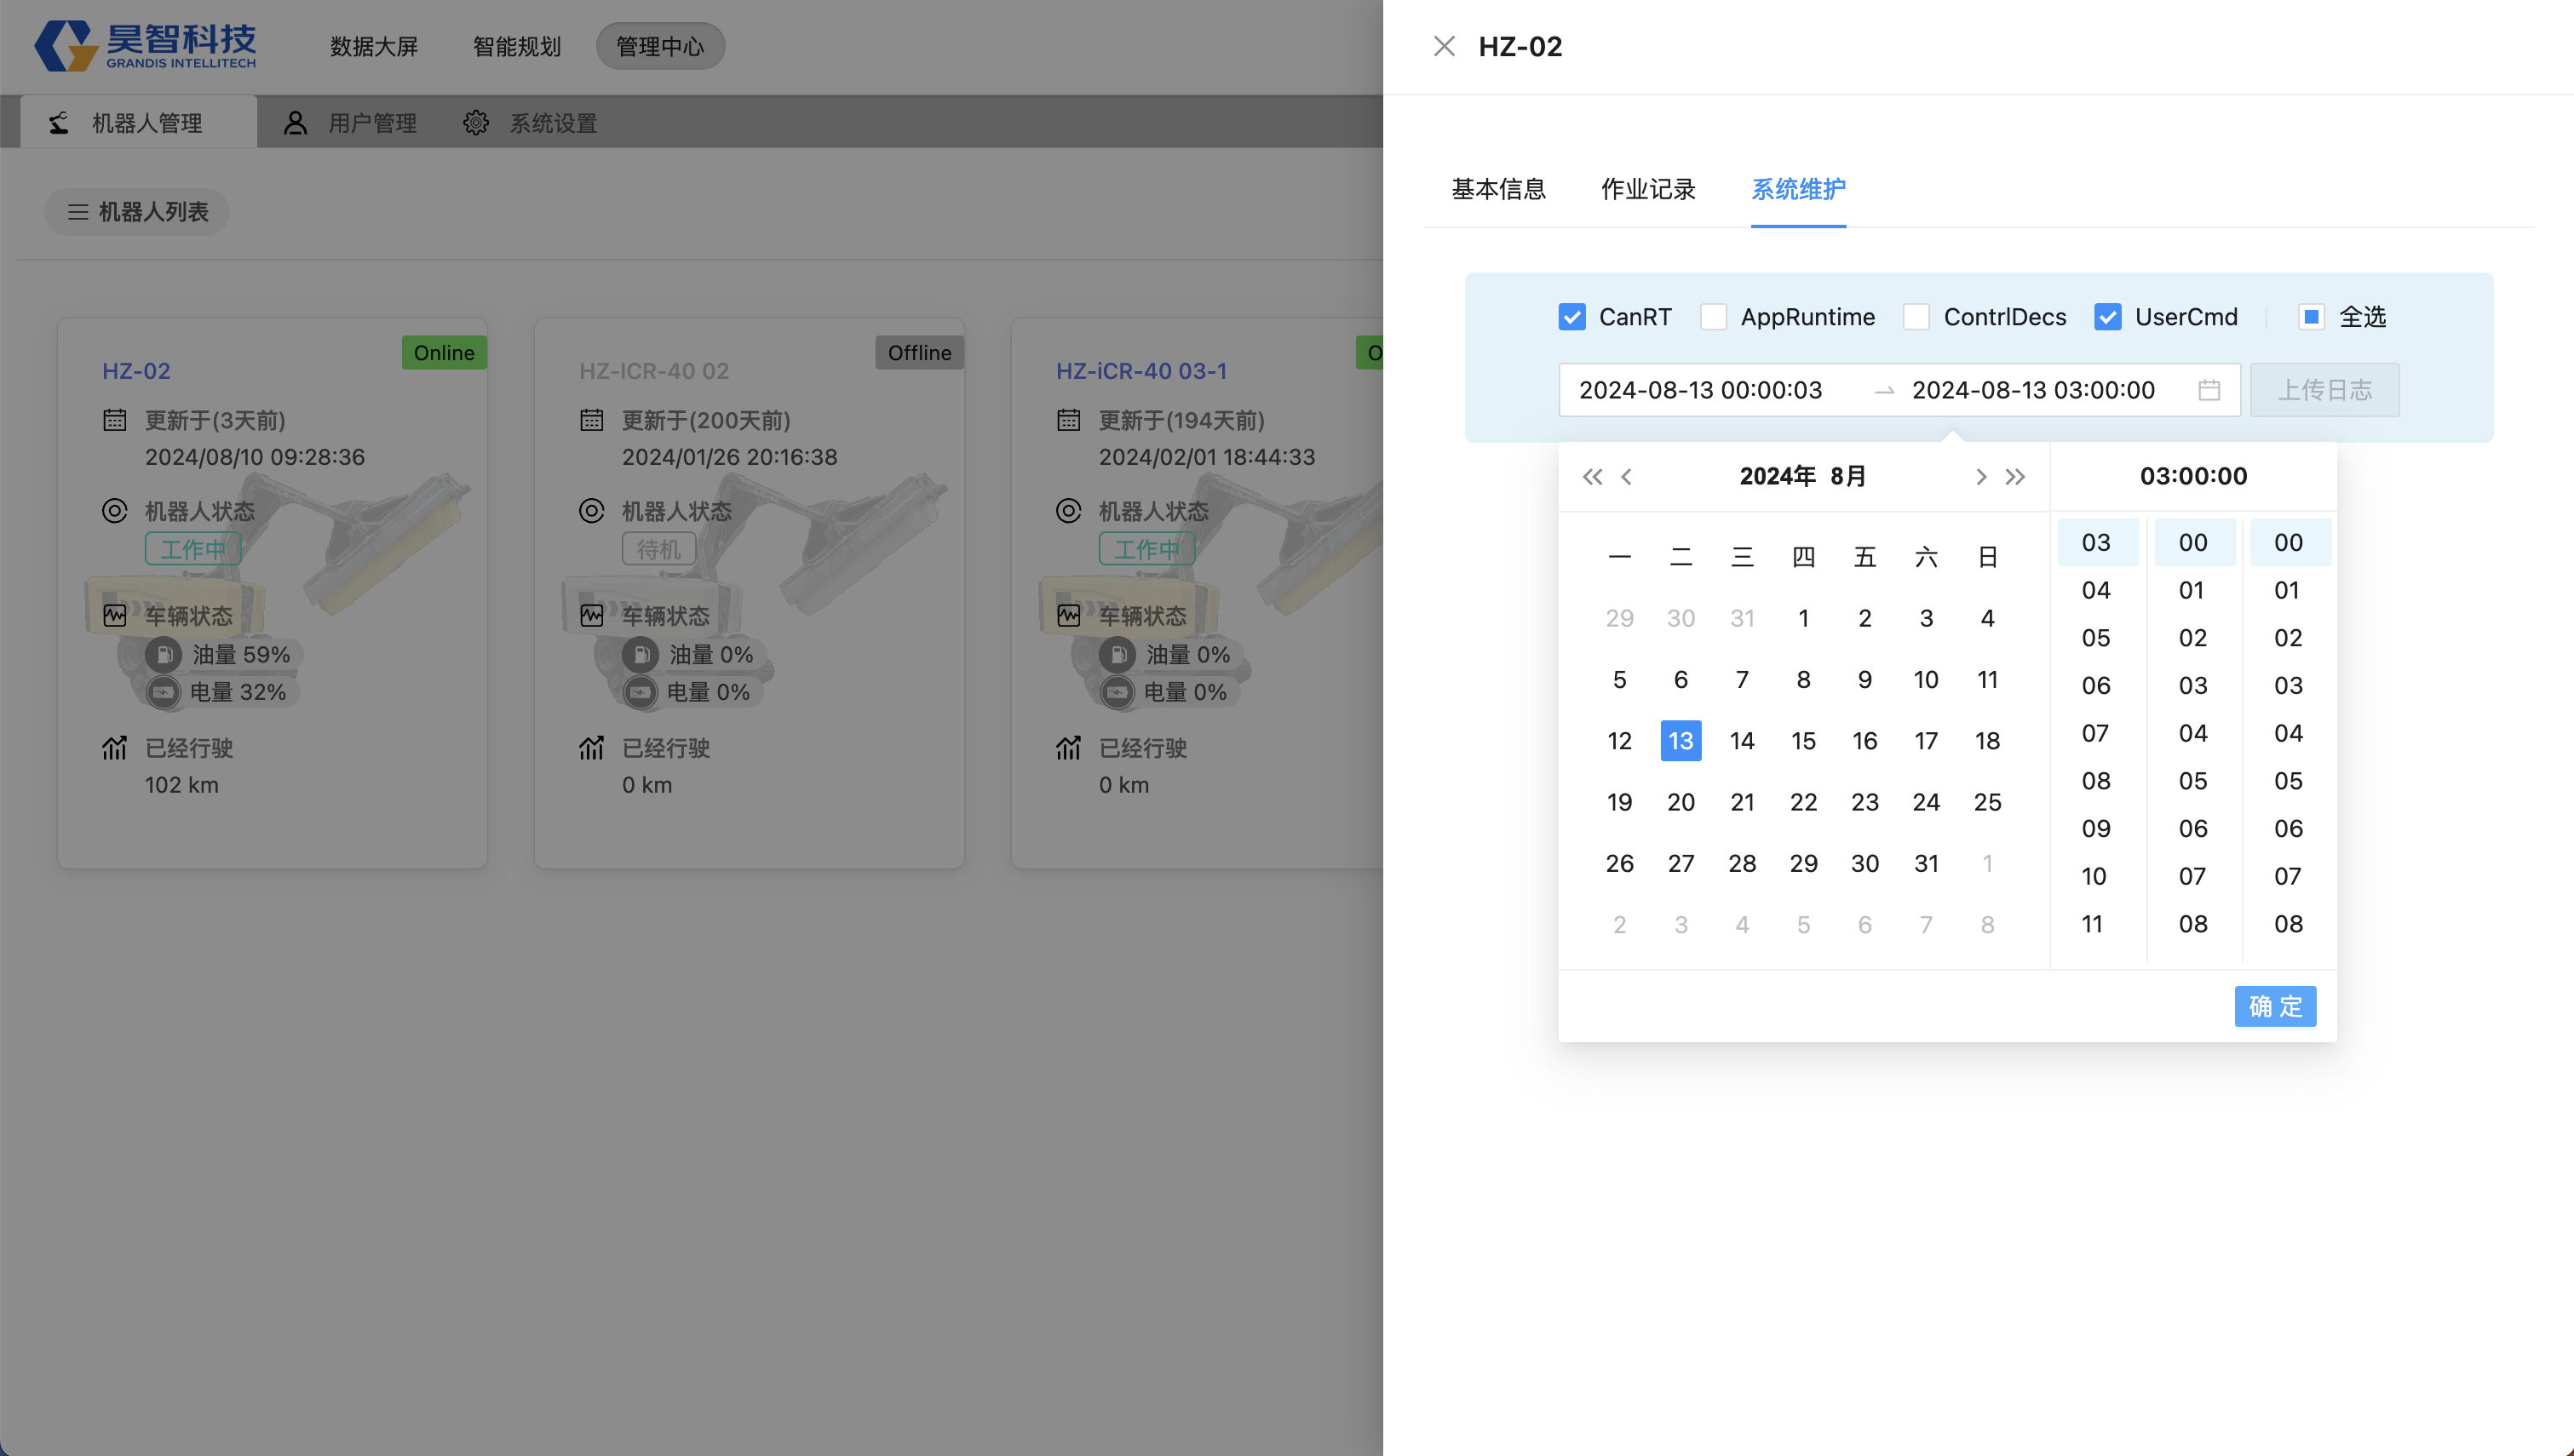 昊智科技
GRANDIS INTELLITECH
数据大屏 智能规划 管理中心
机器人管理 用户管理 系统设置
机器人列表
Online
HZ-02
更新于(3天前)
2024/08/10 09:28:36
机器人状态
工作中
车辆状态
油量 59%
电量 32%
已经行驶
102 km
Offline
HZ-ICR-40 02
更新于(200天前)
2024/01/26 20:16:38
机器人状态
待机
车辆状态
油量 0%
电量 0%
已经行驶
0 km
O
HZ-iCR-40 03-1
更新于(194天前)
2024/02/01 18:44:33
机器人状态
工作中
车辆状态
油量 0%
电量 0%
已经行驶
0 km
HZ-02
基本信息 作业记录 系统维护
CanRT AppRuntime ContrlDecs UserCmd 全选
2024-08-13 00:00:03 2024-08-13 03:00:00 上传日志
2024年 8月 03:00:00
一 二 三 四 五 六 日
29 30 31 1 2 3 4
5 6 7 8 9 10 11
12 13 14 15 16 17 18
19 20 21 22 23 24 25
26 27 28 29 30 31 1
2 3 4 5 6 7 8
03 00 00
04 01 01
05 02 02
06 03 03
07 04 04
08 05 05
09 06 06
10 07 07
11 08 08
确 定